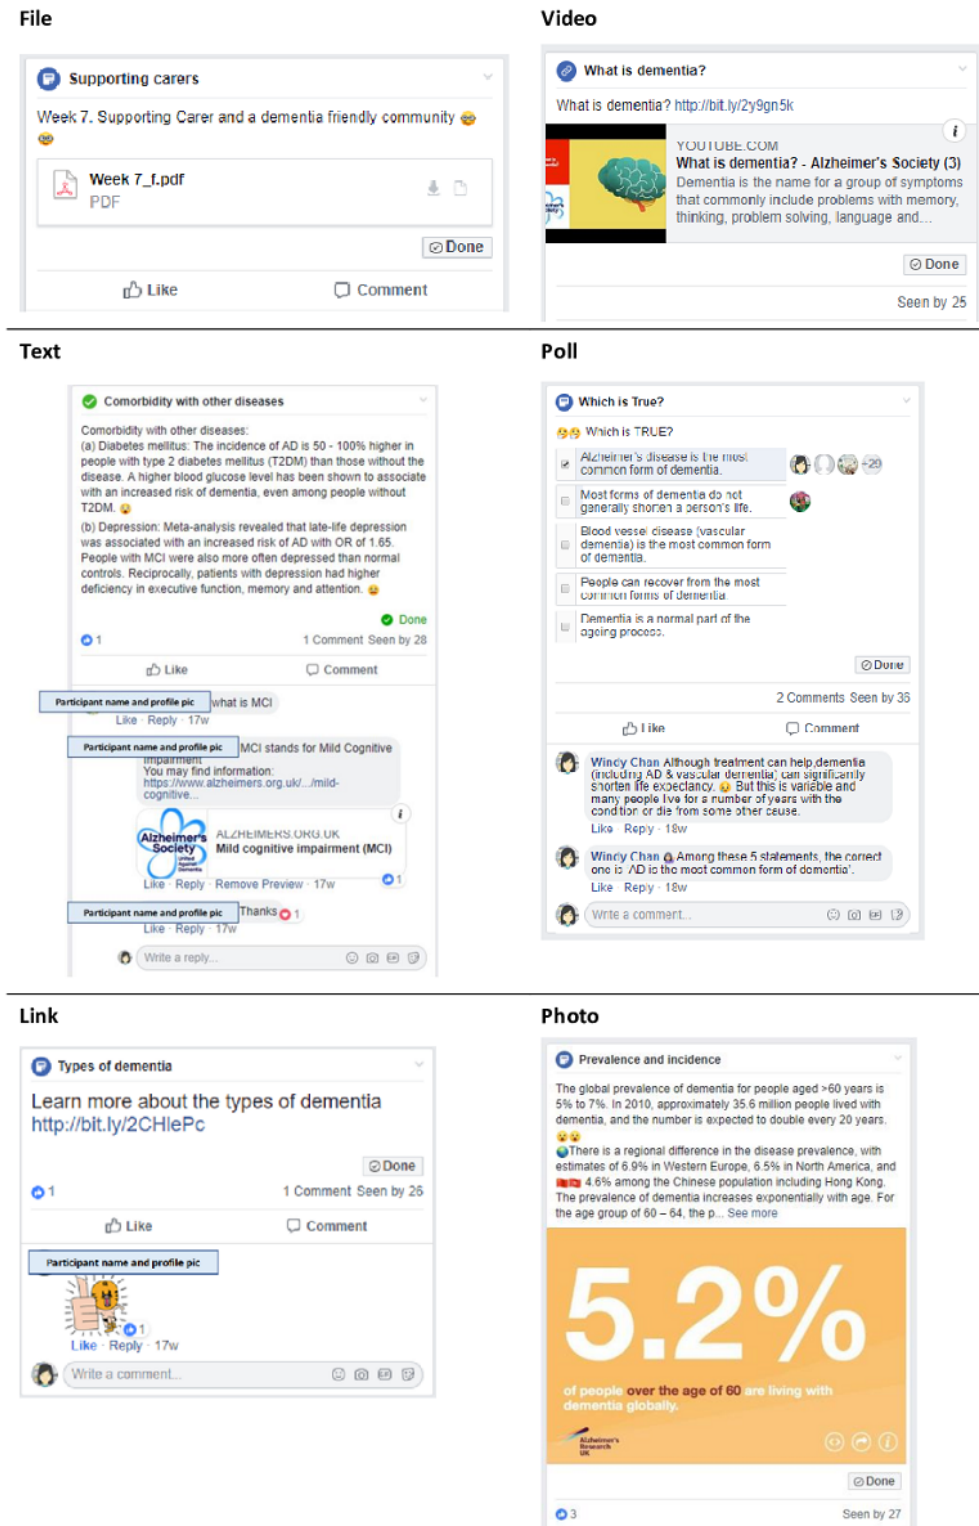 File
Supporting carers
Week 7. Supporting Carer and a dementia friendly community
Week 7_f.pdf
PDF
Done
Like Comment
Video
What is dementia?
What is dementia? http://bit.ly/2y9gn5k
YOUTUBE.COM
What is dementia? - Alzheimer's Society (3)
Dementia is the name for a group of symptoms
that commonly include problems with memory,
thinking, problem solving, language and...
Done
Seen by 25
Text
Comorbidity with other diseases
Comorbidity with other diseases:
(a) Diabetes mellitus: The incidence of AD is 50 - 100% higher in
people with type 2 diabetes mellitus (T2DM) than those without the
disease. A higher blood glucose level has been shown to associate
with an increased risk of dementia, even among people without
T2DM.
(b) Depression: Meta-analysis revealed that late-life depression
was associated with an increased risk of AD with OR of 1.65.
People with MCI were also more often depressed than normal
controls. Reciprocally, patients with depression had higher
deficiency in executive function, memory and attention.
Done
1 1 Comment Seen by 28
Like Comment
Participant name and profile pic what is MCI
Like · Reply · 17w
Participant name and profile pic MCI stands for Mild Cognitive
Impairment
You may find information:
https://www.alzheimers.org.uk/.../mild-
cognitive...
Alzheimer's
Society
United
Against
Dementia
ALZHEIMERS.ORG.UK
Mild cognitive impairment (MCI)
Like · Reply · Remove Preview · 17w 1
Participant name and profile pic Thanks 1
Like · Reply · 17w
Write a reply...
Poll
Which is True?
Which is TRUE?
Alzheimer's disease is the most
common form of dementia.
+29
Most forms of dementia do not
generally shorten a person's life.
Blood vessel disease (vascular
dementia) is the most common form
of dementia.
People can recover from the most
common forms of dementia
Dementia is a normal part of the
ageing process.
Done
2 Comments Seen by 36
Like Comment
Windy Chan Although treatment can help,dementia
(including AD & vascular dementia) can significantly
shorten life expectancy. But this is variable and
many people live for a number of years with the
condition or die from some other cause.
Like Reply · 18w
Windy Chan Among these 5 statements, the correct
one is 'AD is the most common form of dementia'.
Like Reply · 18w
Write a comment...
Link
Types of dementia
Learn more about the types of dementia
http://bit.ly/2CHlePc
Done
1 1 Comment Seen by 26
Like Comment
Participant name and profile pic
1
Like · Reply · 17w
Write a comment...
Photo
Prevalence and incidence
The global prevalence of dementia for people aged >60 years is
5% to 7%. In 2010, approximately 35.6 million people lived with
dementia, and the number is expected to double every 20 years.
There is a regional difference in the disease prevalence, with
estimates of 6.9% in Western Europe, 6.5% in North America, and
4.6% among the Chinese population including Hong Kong.
The prevalence of dementia increases exponentially with age. For
the age group of 60 – 64, the p... See more
5.2%
of people over the age of 60 are living with
dementia globally.
Alzheimer's
Research
UK
Done
3 Seen by 27